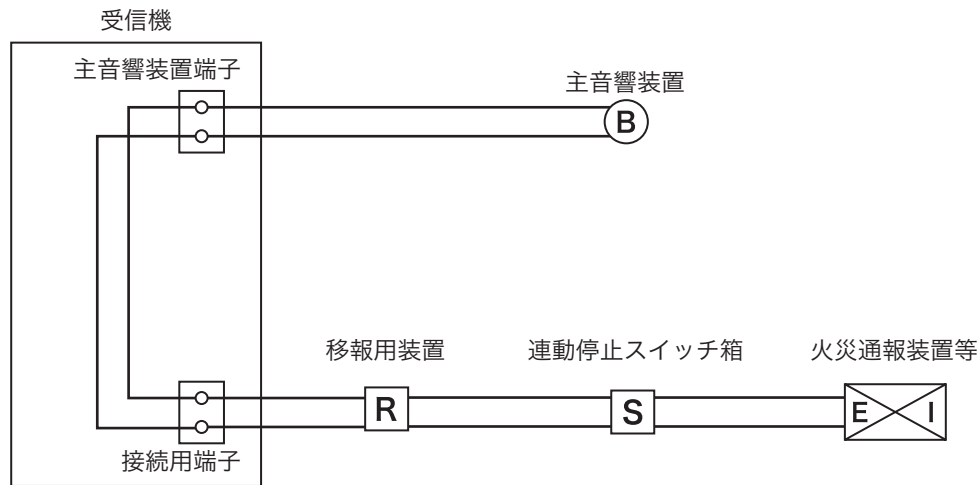 受信機
主音響装置端子
主音響装置
B
移報用装置
連動停止スイッチ箱
火災通報装置等
R
S
E I
接続用端子